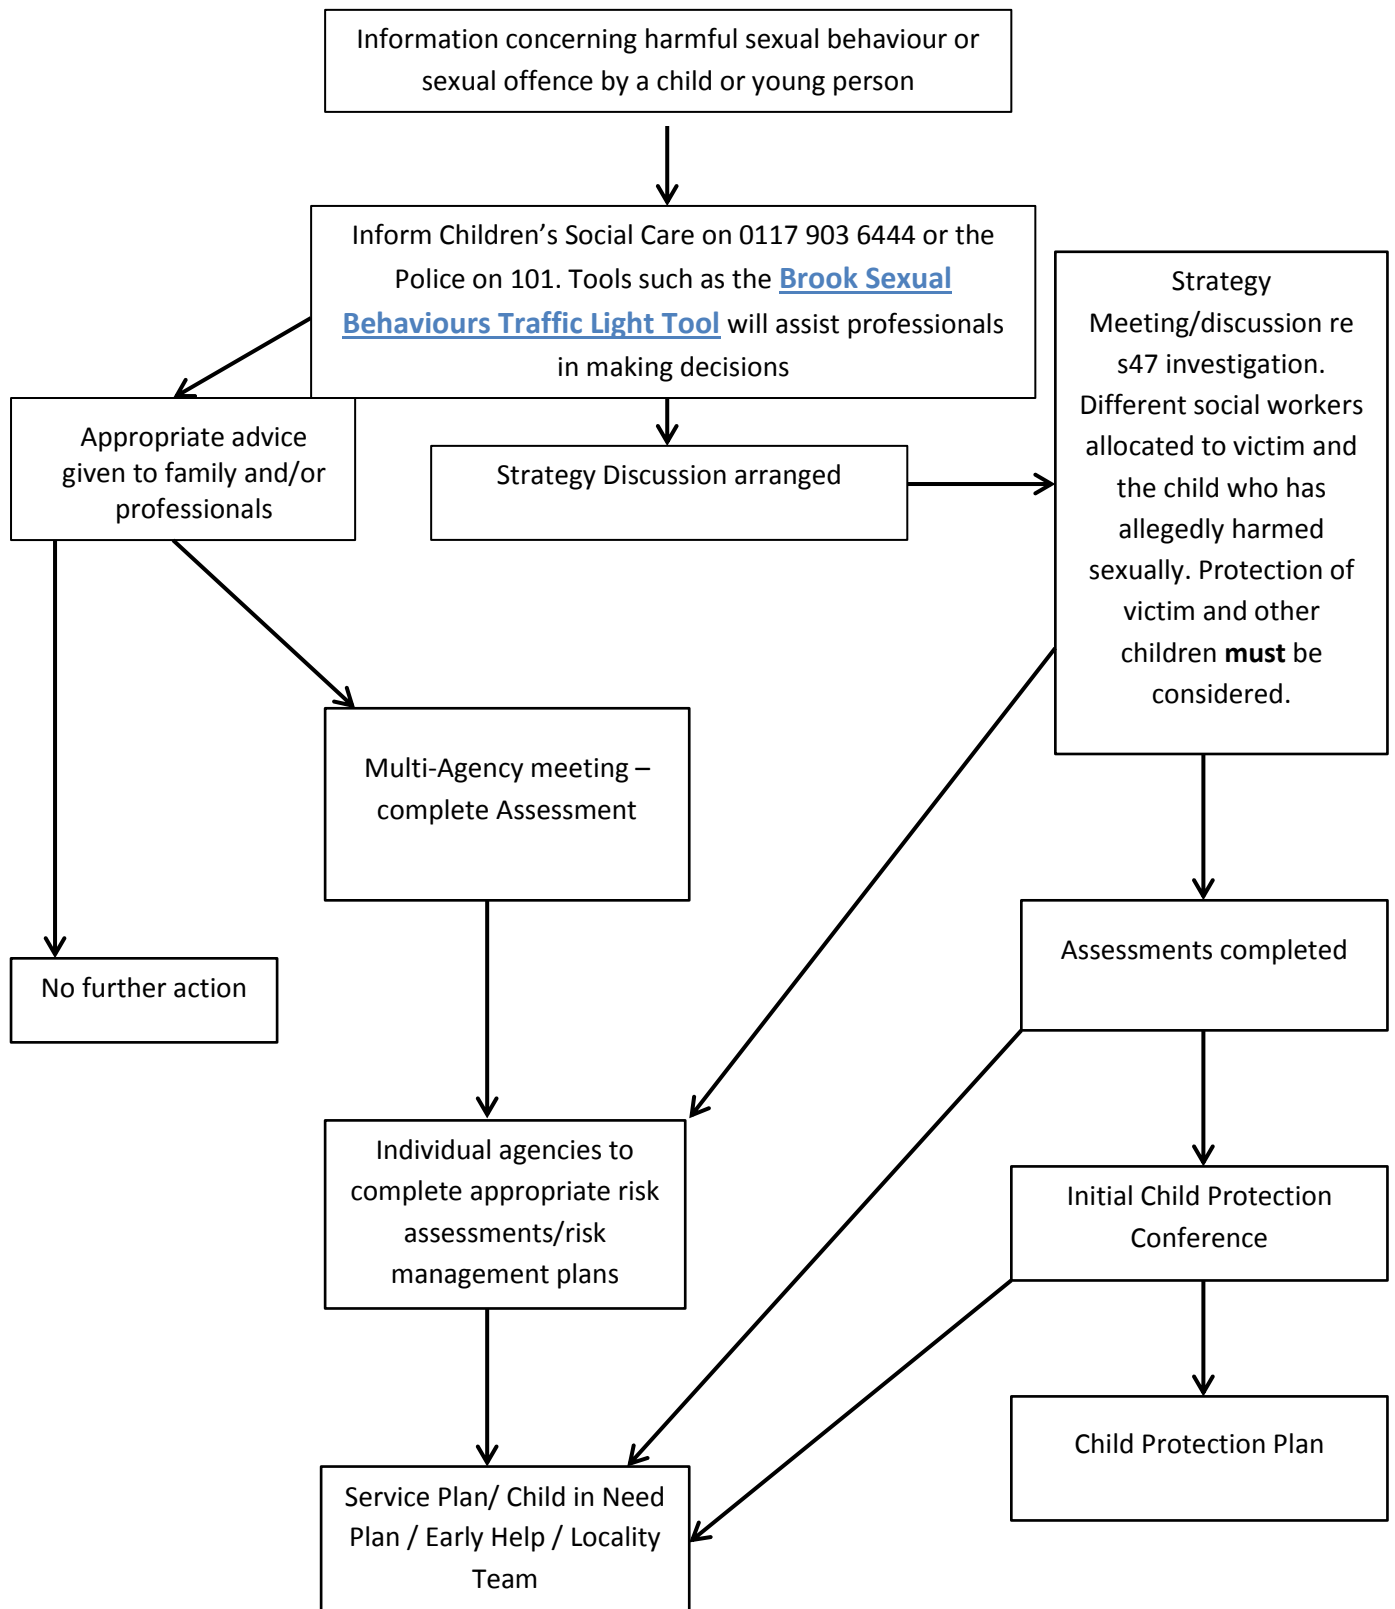 Information concerning harmful sexual behaviour or
sexual offence by a child or young person
Inform Children’s Social Care on 0117 903 6444 or the
Police on 101. Tools such as the Brook Sexual
Behaviours Traffic Light Tool will assist professionals
in making decisions
Strategy
Meeting/discussion re
s47 investigation.
Different social workers
allocated to victim and
the child who has
allegedly harmed
sexually. Protection of
victim and other
children must be
considered.
Appropriate advice
given to family and/or
professionals
Strategy Discussion arranged
Multi-Agency meeting –
complete Assessment
Assessments completed
No further action
Individual agencies to
complete appropriate risk
assessments/risk
management plans
Initial Child Protection
Conference
Child Protection Plan
Service Plan/ Child in Need
Plan / Early Help / Locality
Team